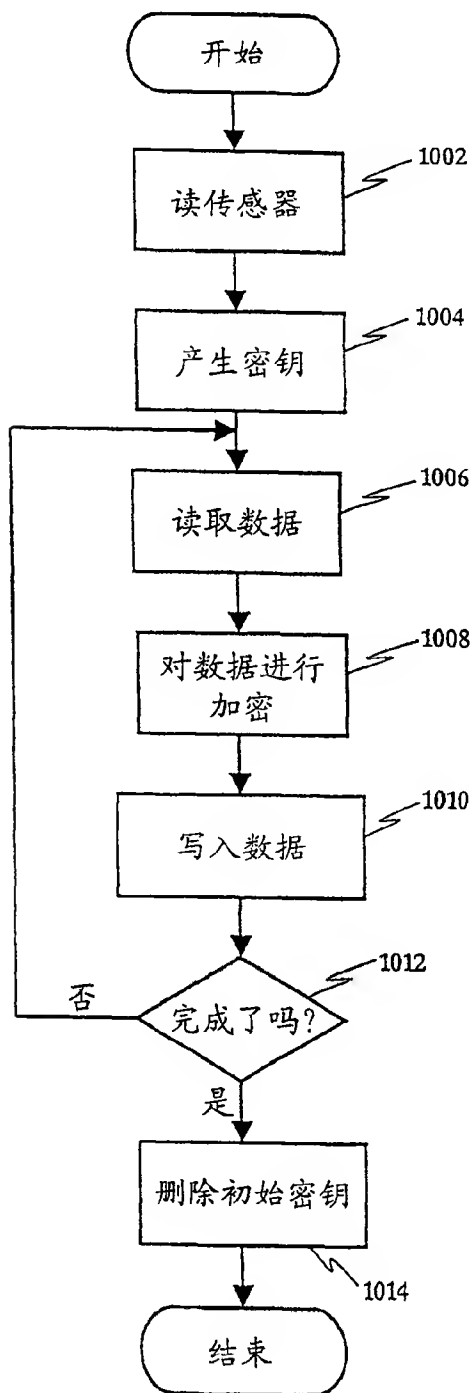 开始
1002
读传感器
1004
产生密钥
1006
读取数据
1008
对数据进行
加密
1010
写入数据
1012
完成了吗?
否
是
删除初始密钥
1014
结束